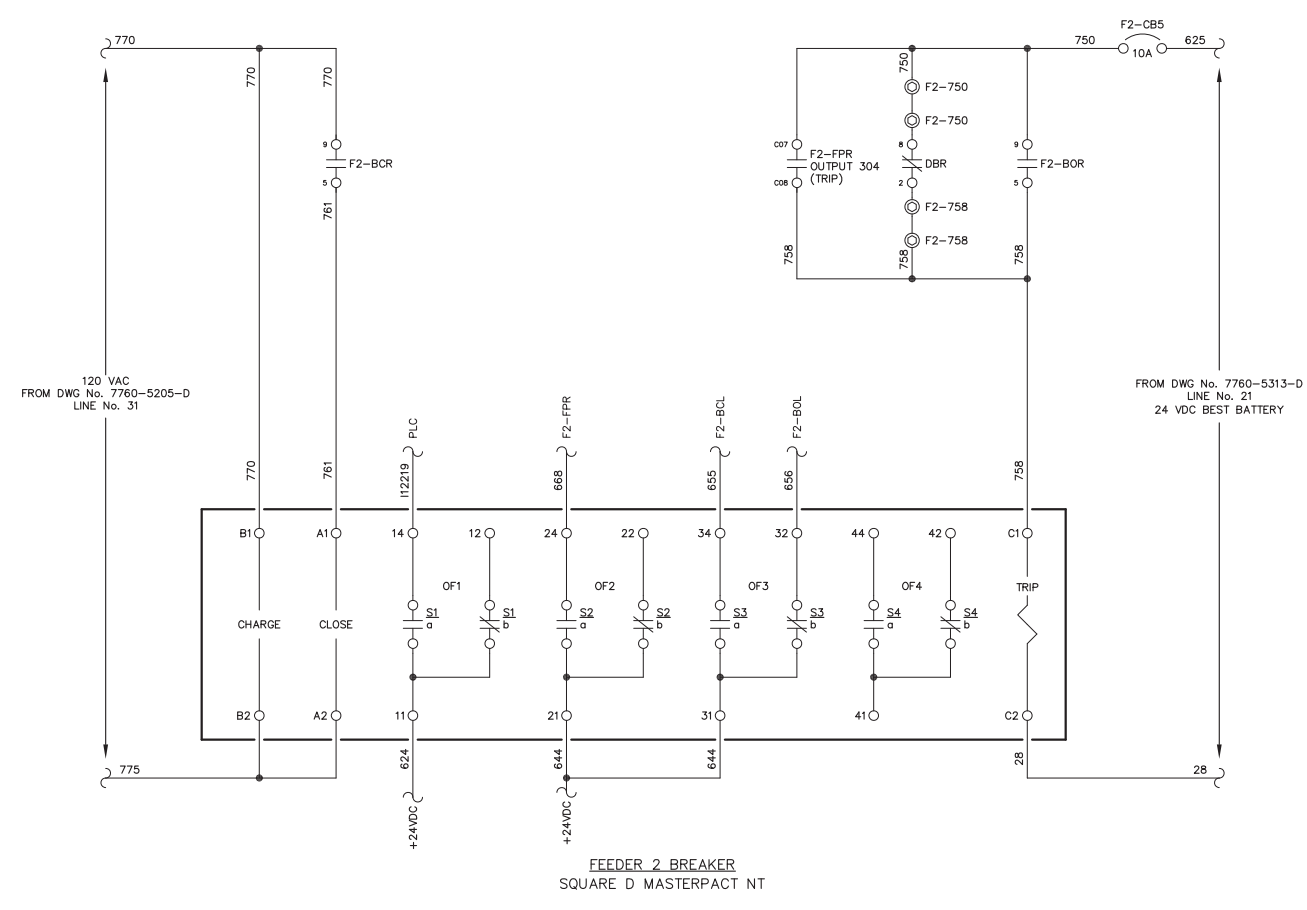 F2-CB5
770
750
10A
625
770
770
750
F2-750
F2-750
9
F2-BCR
5
761
C07
F2-FPR
OUTPUT 304
(TRIP)
C08
8
DBR
2
9
F2-BOR
5
F2-758
F2-758
758
758
758
120 VAC
FROM DWG No. 7760-5205-D
LINE No. 31
FROM DWG No. 7760-5313-D
LINE No. 21
24 VDC BEST BATTERY
PLC
F2-FPR
F2-BCL
F2-BOL
770
761
I12219
668
655
656
758
B1
A1
14
12
24
22
34
32
44
42
C1
OF1
OF2
OF3
OF4
TRIP
CHARGE
CLOSE
S1
a
S1
b
S2
a
S2
b
S3
a
S3
b
S4
a
S4
b
B2
A2
11
21
31
41
C2
775
624
644
644
28
28
+24VDC
+24VDC
FEEDER 2 BREAKER
SQUARE D MASTERPACT NT